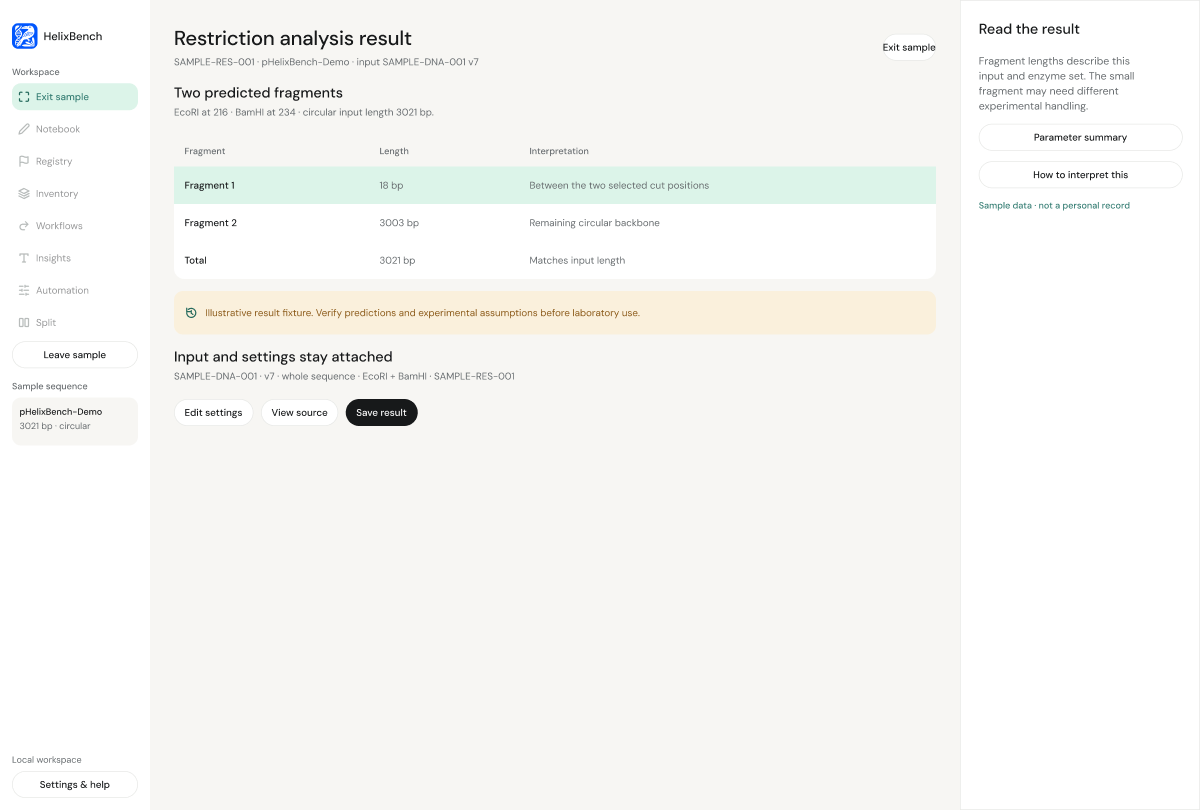 HelixBench
Workspace
Exit sample
Notebook
Registry
Inventory
Workflows
Insights
Automation
Split
Leave sample
Sample sequence
pHelixBench-Demo
3021 bp · circular
Local workspace
Settings & help
Restriction analysis result
SAMPLE-RES-001 · pHelixBench-Demo · input SAMPLE-DNA-001 v7
Exit sample
Two predicted fragments
EcoRI at 216 · BamHI at 234 · circular input length 3021 bp.
Fragment Length Interpretation
Fragment 1 18 bp Between the two selected cut positions
Fragment 2 3003 bp Remaining circular backbone
Total 3021 bp Matches input length
Illustrative result fixture. Verify predictions and experimental assumptions before laboratory use.
Input and settings stay attached
SAMPLE-DNA-001 · v7 · whole sequence · EcoRI + BamHI · SAMPLE-RES-001
Edit settings
View source
Save result
Read the result
Fragment lengths describe this
input and enzyme set. The small
fragment may need different
experimental handling.
Parameter summary
How to interpret this
Sample data · not a personal record